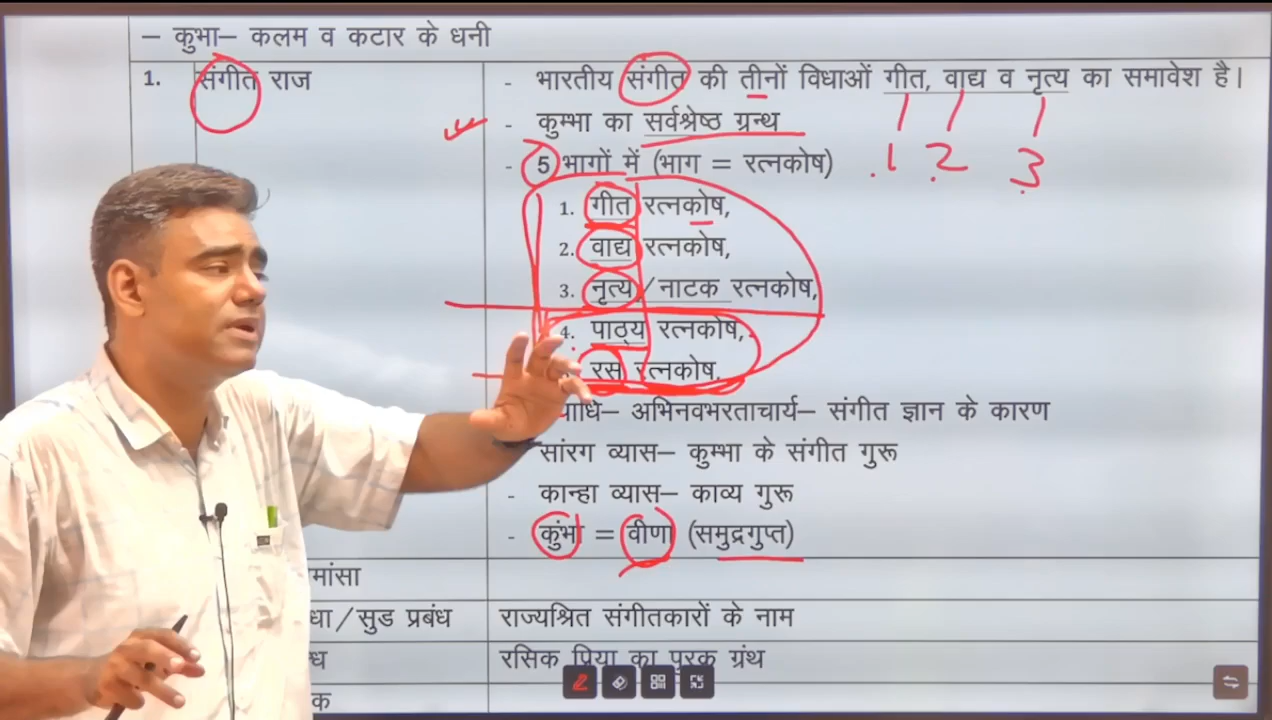 – कुभा– कलम व कटार के धनी
1. संगीत राज
- भारतीय संगीत की तीनों विधाओं गीत, वाद्य व नृत्य का समावेश है।
- कुम्भा का सर्वश्रेष्ठ ग्रन्थ
- 5 भागों में (भाग = रत्नकोष)
1 2 3
1. गीत रत्नकोष,
2. वाद्य रत्नकोष,
3. नृत्य/नाटक रत्नकोष,
4. पाठ्य रत्नकोष,
रस रत्नकोष,
अभिनवभरताचार्य– संगीत ज्ञान के कारण
सांरग व्यास– कुम्भा के संगीत गुरू
- कान्हा व्यास– काव्य गुरू
- कुंभा = वीणा (समुद्रगुप्त)
मांसा
धा/सुड प्रबंध
राज्यश्रित संगीतकारों के नाम
ध
रसिक प्रिया का पुरक ग्रंथ
क